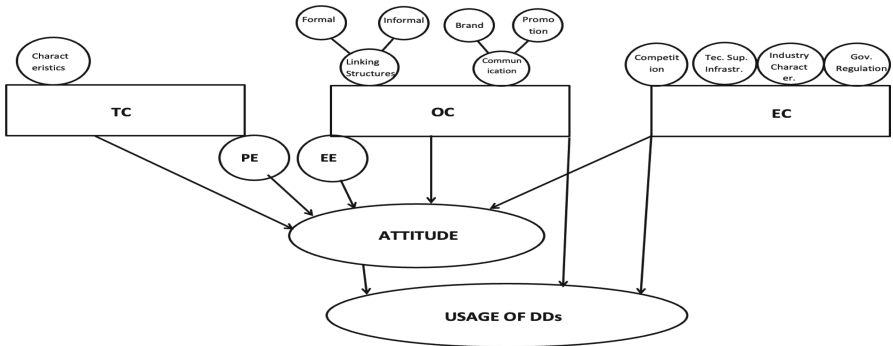 Formal
Informal
Brand
Promo
tion
Charact
eristics
Linking
Structures
Commun
ication
Competit
ion
Tec. Sup.
Infrastr.
Industry
Charact
er.
Gov.
Regulation
TC
OC
EC
PE
EE
ATTITUDE
USAGE OF DDs